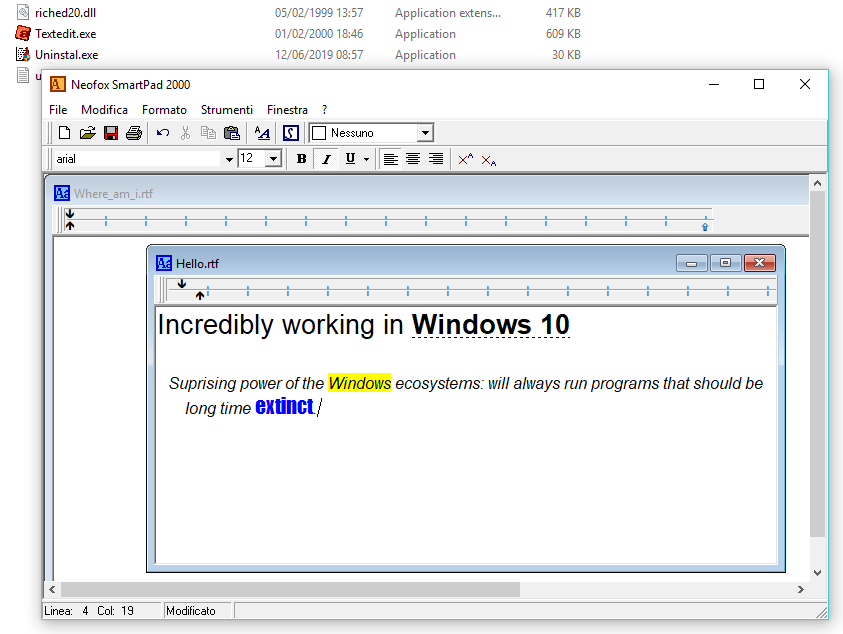 riched20.dll 05/02/1999 13:57 Application extens... 417 KB
Textedit.exe 01/02/2000 18:46 Application 609 KB
Uninstal.exe 12/06/2019 08:57 Application 30 KB
u
Neofox SmartPad 2000
File Modifica Formato Strumenti Finestra ?
Nessuno
arial 12 B I U
Where_am_i.rtf
Hello.rtf
Incredibly working in Windows 10
Suprising power of the Windows ecosystems: will always run programs that should be
long time extinct.
Linea: 4 Col: 19 Modificato